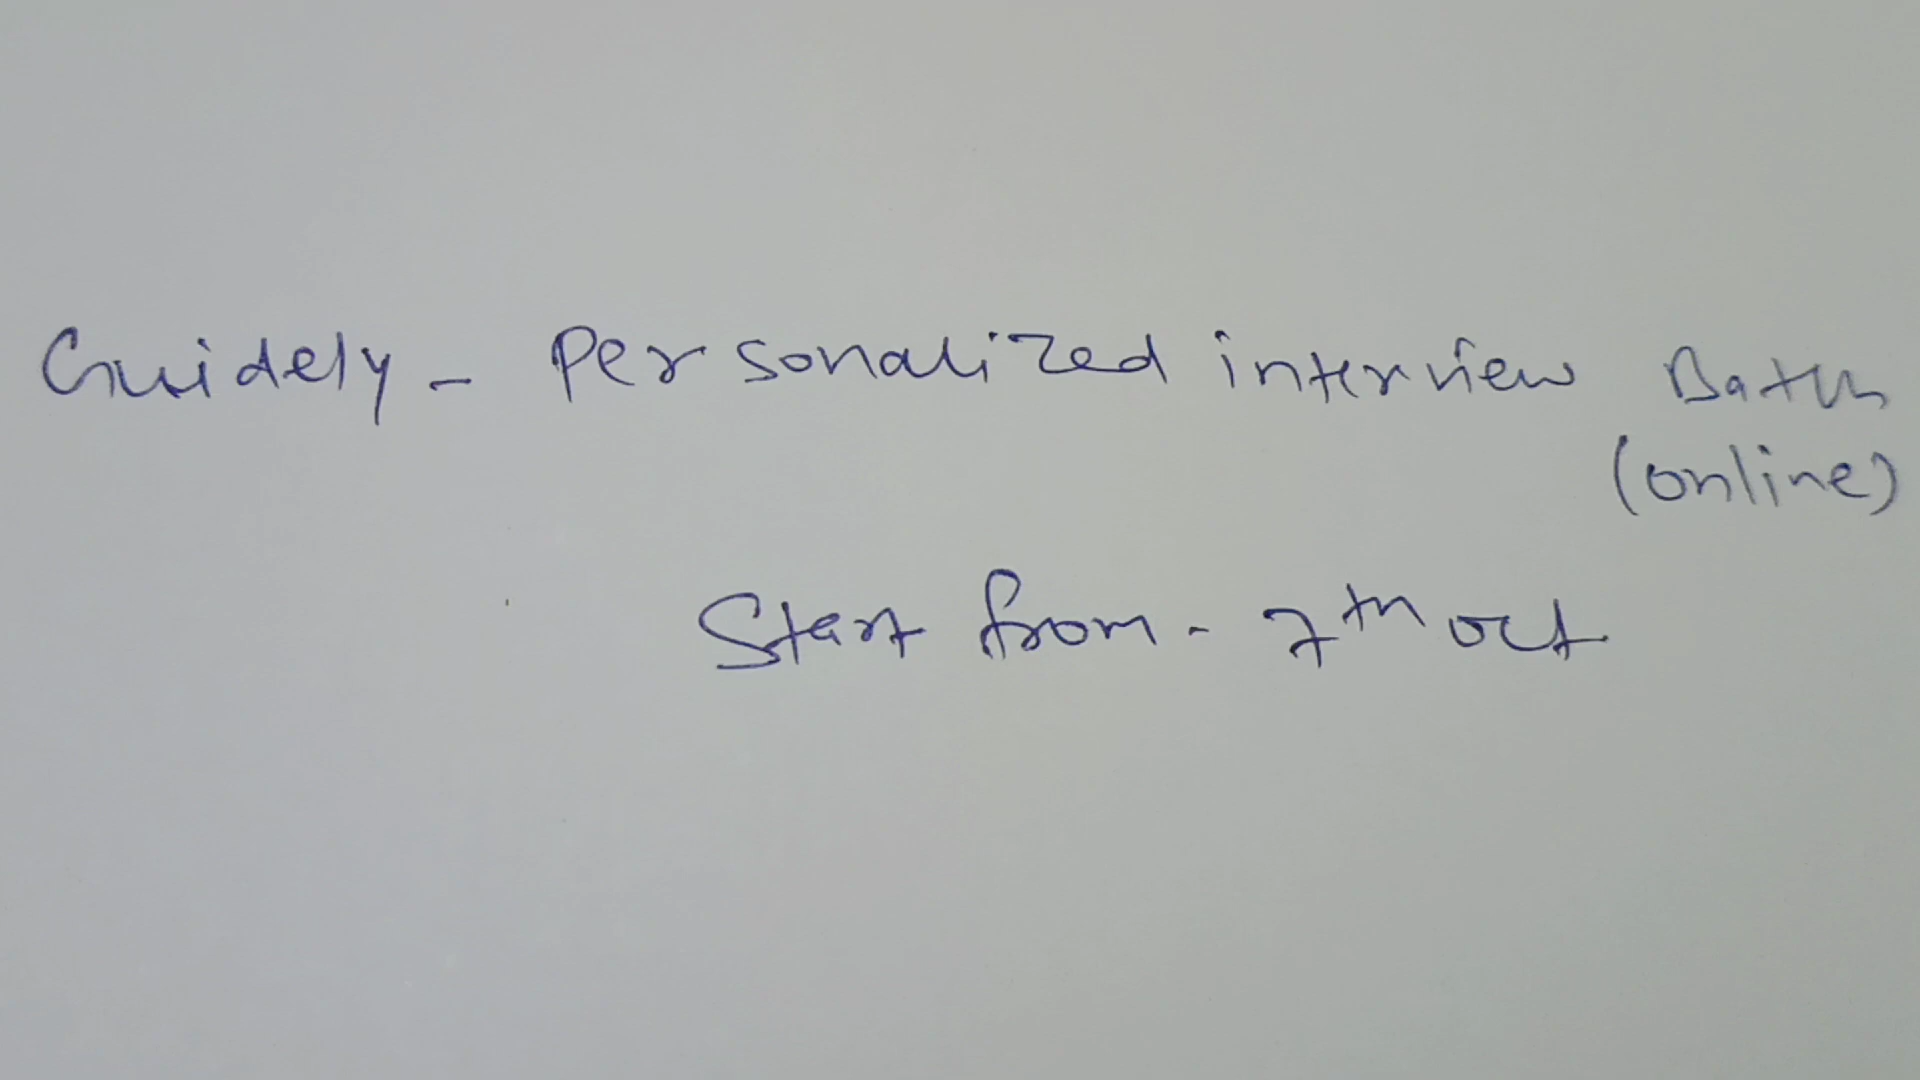 Guidely - Personalized interview Batch
(online)
Start from - 7th oct